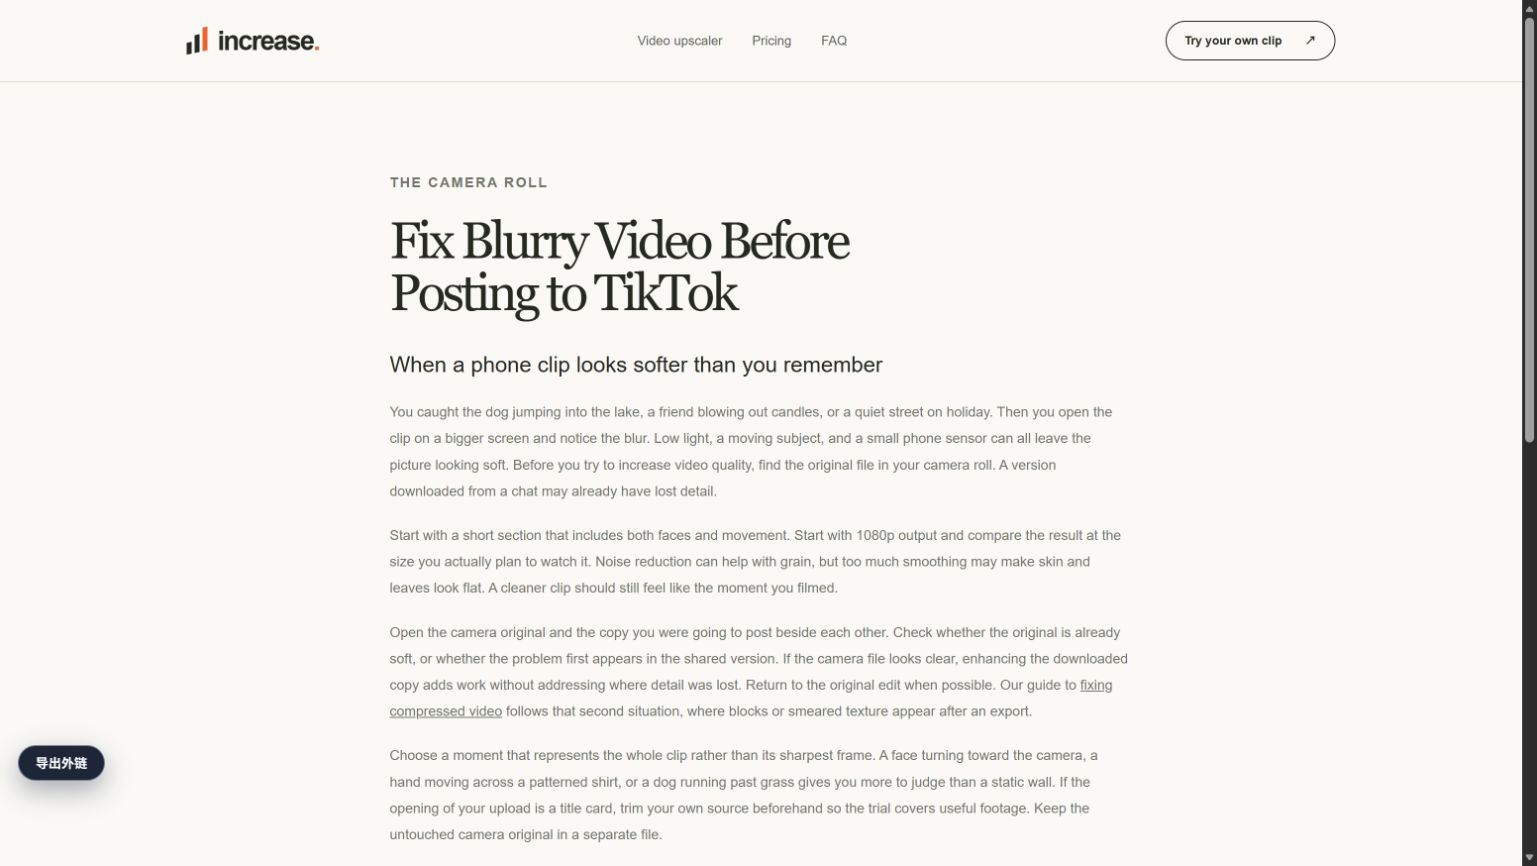 increase.
Video upscaler
Pricing
FAQ
Try your own clip ↗
THE CAMERA ROLL
Fix Blurry Video Before
Posting to TikTok
When a phone clip looks softer than you remember
You caught the dog jumping into the lake, a friend blowing out candles, or a quiet street on holiday. Then you open the
clip on a bigger screen and notice the blur. Low light, a moving subject, and a small phone sensor can all leave the
picture looking soft. Before you try to increase video quality, find the original file in your camera roll. A version
downloaded from a chat may already have lost detail.
Start with a short section that includes both faces and movement. Start with 1080p output and compare the result at the
size you actually plan to watch it. Noise reduction can help with grain, but too much smoothing may make skin and
leaves look flat. A cleaner clip should still feel like the moment you filmed.
Open the camera original and the copy you were going to post beside each other. Check whether the original is already
soft, or whether the problem first appears in the shared version. If the camera file looks clear, enhancing the downloaded
copy adds work without addressing where detail was lost. Return to the original edit when possible. Our guide to fixing
compressed video follows that second situation, where blocks or smeared texture appear after an export.
Choose a moment that represents the whole clip rather than its sharpest frame. A face turning toward the camera, a
hand moving across a patterned shirt, or a dog running past grass gives you more to judge than a static wall. If the
opening of your upload is a title card, trim your own source beforehand so the trial covers useful footage. Keep the
untouched camera original in a separate file.
导出外链